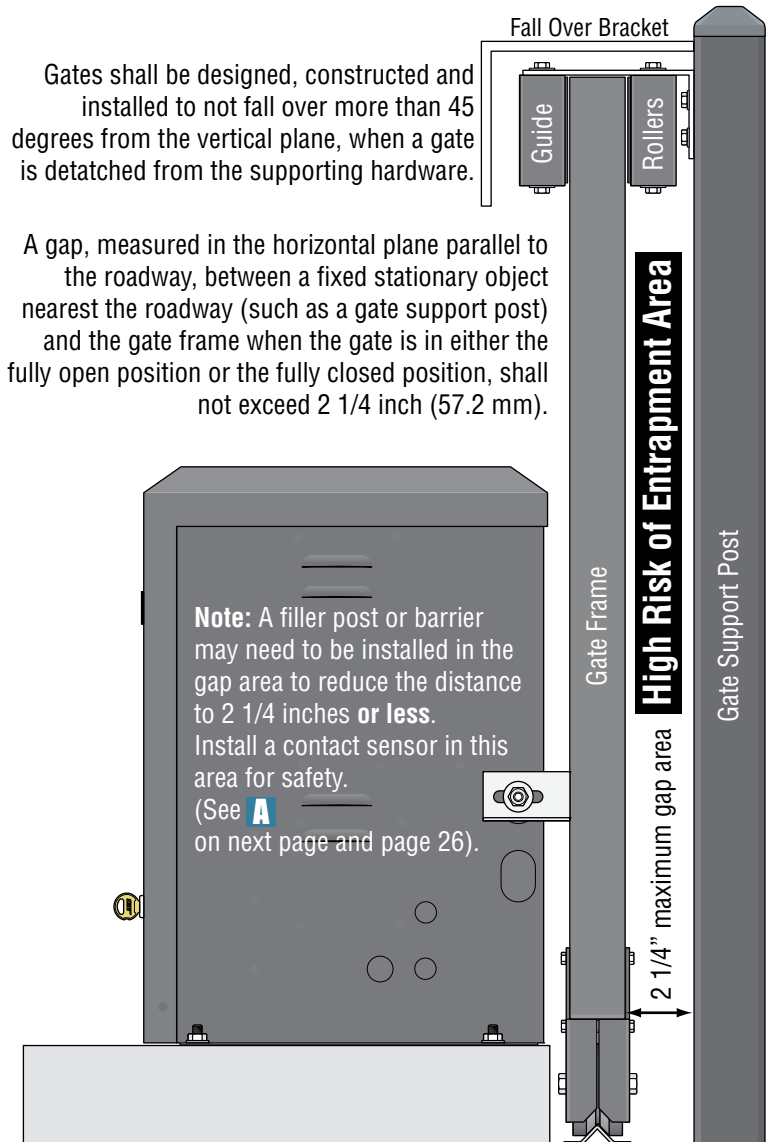 Fall Over Bracket
Gates shall be designed, constructed and
installed to not fall over more than 45
degrees from the vertical plane, when a gate
is detatched from the supporting hardware.
Guide
Rollers
A gap, measured in the horizontal plane parallel to
the roadway, between a fixed stationary object
nearest the roadway (such as a gate support post)
and the gate frame when the gate is in either the
fully open position or the fully closed position, shall
not exceed 2 1/4 inch (57.2 mm).
High Risk of Entrapment Area
Gate Frame
Gate Support Post
Note: A filler post or barrier
may need to be installed in the
gap area to reduce the distance
to 2 1/4 inches or less.
Install a contact sensor in this
area for safety.
(See A
on next page and page 26).
2 1/4” maximum gap area